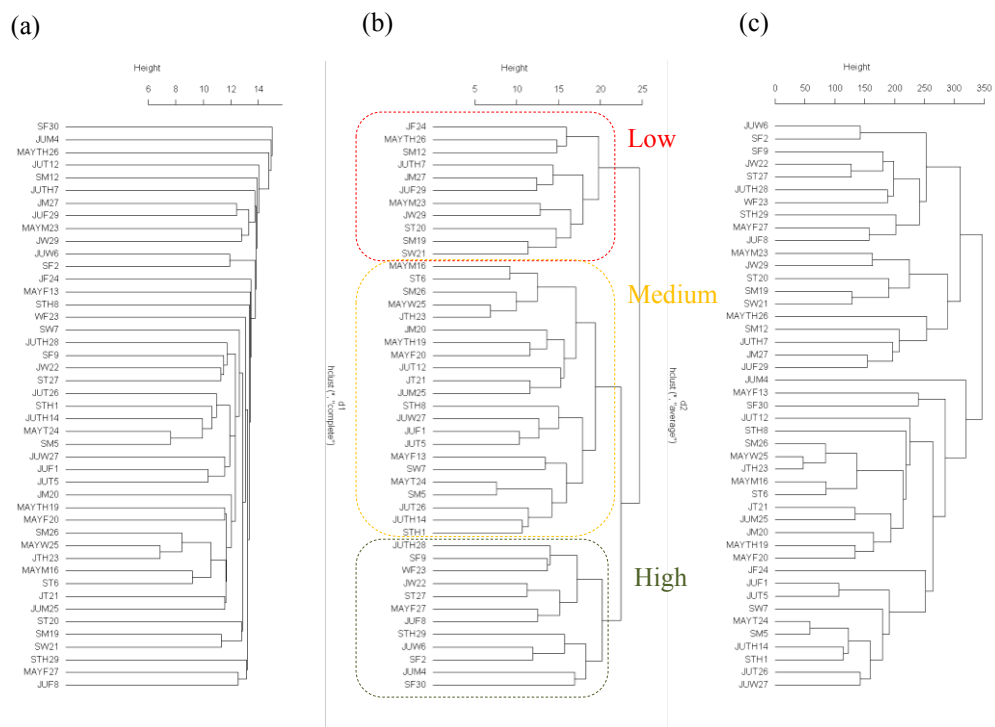 (a)
Height
6 8 10 12 14
SF30
JUM4
MAYTH26
JUT12
SM12
JUTH7
JM27
JUF29
MAYM23
JW29
JUW6
SF2
JF24
MAYF13
STH8
WF23
SW7
JUTH28
SF9
JW22
ST27
JUT26
STH1
JUTH14
MAYT24
SM5
JUW27
JUF1
JUT5
JM20
MAYTH19
MAYF20
SM26
MAYW25
JTH23
MAYM16
ST6
JT21
JUM25
ST20
SM19
SW21
STH29
MAYF27
JUF8
d1
hclust (*, "complete")
(b)
Height
5 10 15 20 25
Low
JF24
MAYTH26
SM12
JUTH7
JM27
JUF29
MAYM23
JW29
ST20
SM19
SW21
Medium
MAYM16
ST6
SM26
MAYW25
JTH23
JM20
MAYTH19
MAYF20
JUT12
JT21
JUM25
STH8
JUW27
JUF1
JUT5
MAYF13
SW7
MAYT24
SM5
JUT26
JUTH14
STH1
High
JUTH28
SF9
WF23
JW22
ST27
MAYF27
JUF8
STH29
JUW6
SF2
JUM4
SF30
d2
hclust (*, "average")
(c)
Height
0 50 100 150 200 250 300 350
JUW6
SF2
SF9
JW22
ST27
JUTH28
WF23
STH29
MAYF27
JUF8
MAYM23
JW29
ST20
SM19
SW21
MAYTH26
SM12
JUTH7
JM27
JUF29
JUM4
MAYF13
SF30
JUT12
STH8
SM26
MAYW25
JTH23
MAYM16
ST6
JT21
JUM25
JM20
MAYTH19
MAYF20
JF24
JUF1
JUT5
SW7
MAYT24
SM5
JUTH14
STH1
JUT26
JUW27